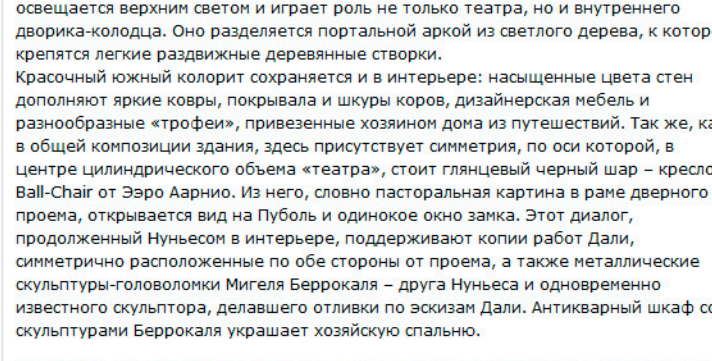 освещается верхним светом и играет роль не только театра, но и внутреннего
дворика-колодца. Оно разделяется портальной аркой из светлого дерева, к котор
крепятся легкие раздвижные деревянные створки.
Красочный южный колорит сохраняется и в интерьере: насыщенные цвета стен
дополняют яркие ковры, покрывала и шкуры коров, дизайнерская мебель и
разнообразные «трофеи», привезенные хозяином дома из путешествий. Так же, ка
в общей композиции здания, здесь присутствует симметрия, по оси которой, в
центре цилиндрического объема «театра», стоит глянцевый черный шар – кресло
Ball-Chair от Ээро Аарнио. Из него, словно пасторальная картина в раме дверного
проема, открывается вид на Пуболь и одинокое окно замка. Этот диалог,
продолженный Нуньесом в интерьере, поддерживают копии работ Дали,
симметрично расположенные по обе стороны от проема, а также металлические
скульптуры-головоломки Мигеля Беррокаля – друга Нуньеса и одновременно
известного скульптора, делавшего отливки по эскизам Дали. Антикварный шкаф со
скульптурами Беррокаля украшает хозяйскую спальню.